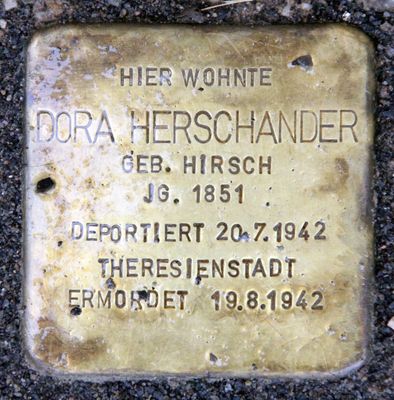 HIER WOHNTE
DORA HERSCHANDER
GEB. HIRSCH
JG. 1851
DEPORTIERT 20.7.1942
THERESIENSTADT
ERMORDET 19.8.1942